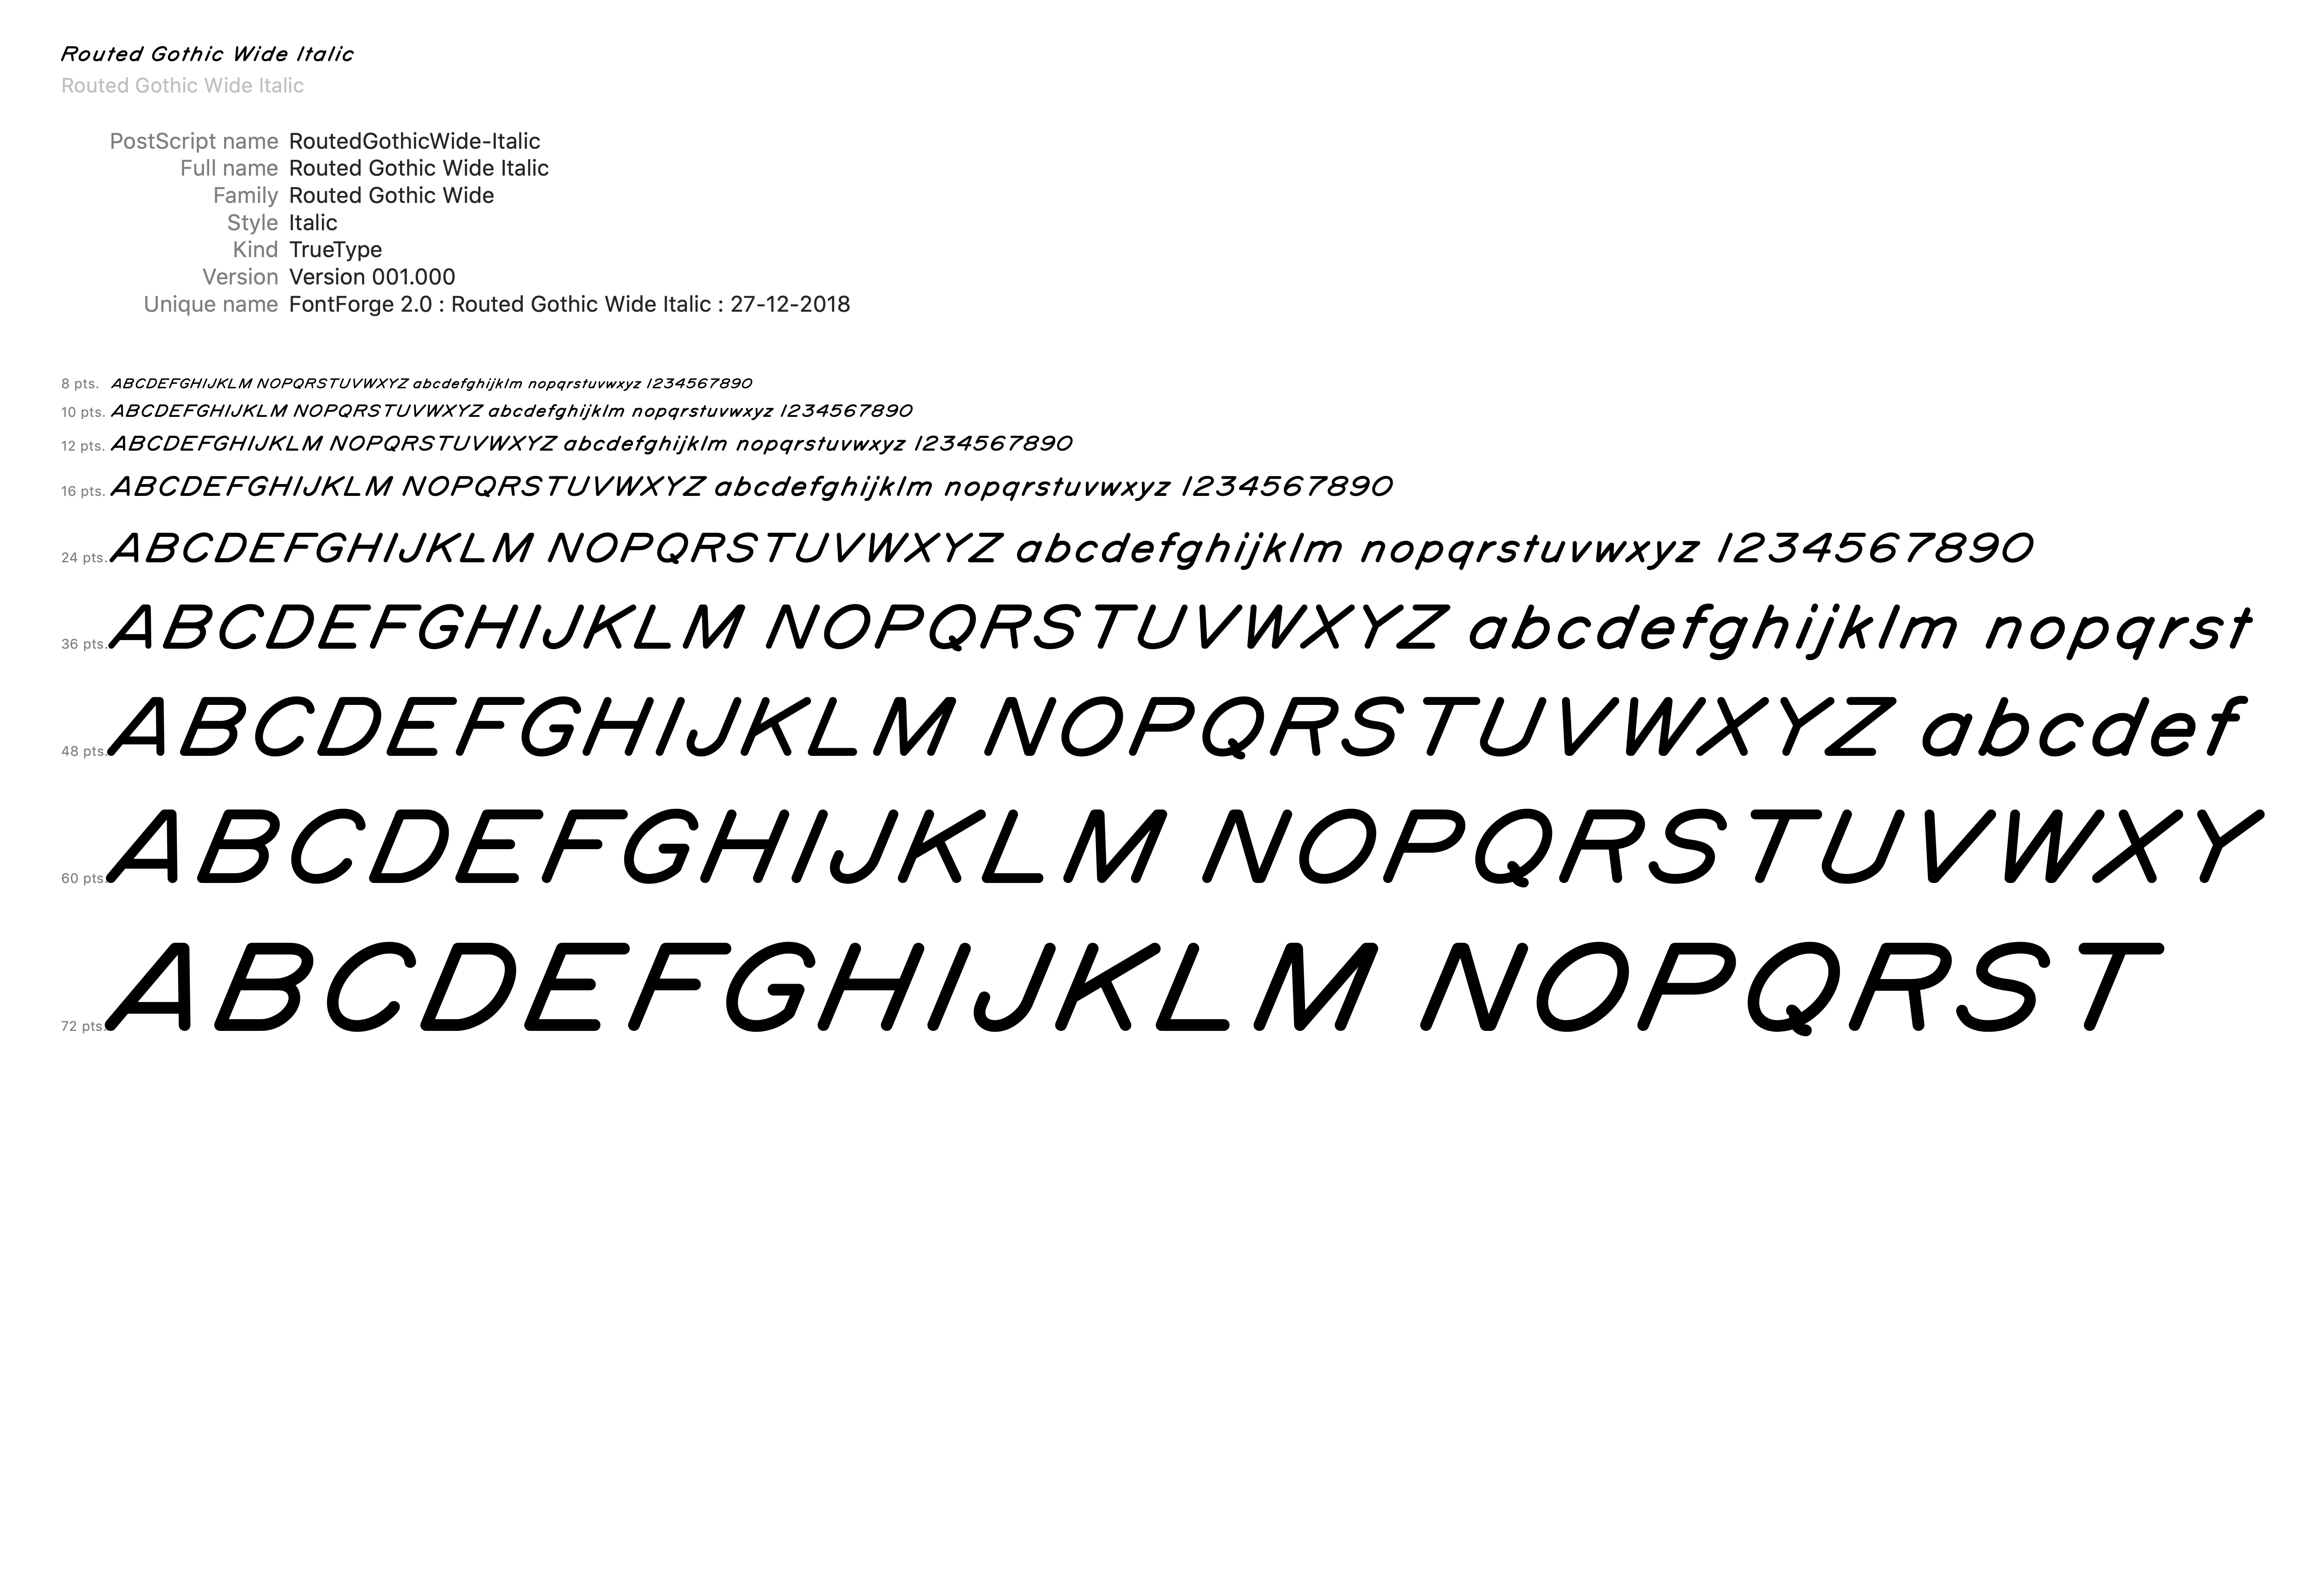 Routed Gothic Wide Italic
Routed Gothic Wide Italic
PostScript name RoutedGothicWide-Italic
Full name Routed Gothic Wide Italic
Family Routed Gothic Wide
Style Italic
Kind TrueType
Version Version 001.000
Unique name FontForge 2.0 : Routed Gothic Wide Italic : 27-12-2018
8 pts. ABCDEFGHIJKLM NOPQRSTUVWXYZ abcdefghijklm nopqrstuvwxyz 1234567890
10 pts. ABCDEFGHIJKLM NOPQRSTUVWXYZ abcdefghijklm nopqrstuvwxyz 1234567890
12 pts. ABCDEFGHIJKLM NOPQRSTUVWXYZ abcdefghijklm nopqrstuvwxyz 1234567890
16 pts. ABCDEFGHIJKLM NOPQRSTUVWXYZ abcdefghijklm nopqrstuvwxyz 1234567890
24 pts. ABCDEFGHIJKLM NOPQRSTUVWXYZ abcdefghijklm nopqrstuvwxyz 1234567890
36 pts. ABCDEFGHIJKLM NOPQRSTUVWXYZ abcdefghijklm nopqrst
48 pts. ABCDEFGHIJKLM NOPQRSTUVWXYZ abcdef
60 pts. ABCDEFGHIJKLM NOPQRSTUVWXY
72 pts. ABCDEFGHIJKLM NOPQRST